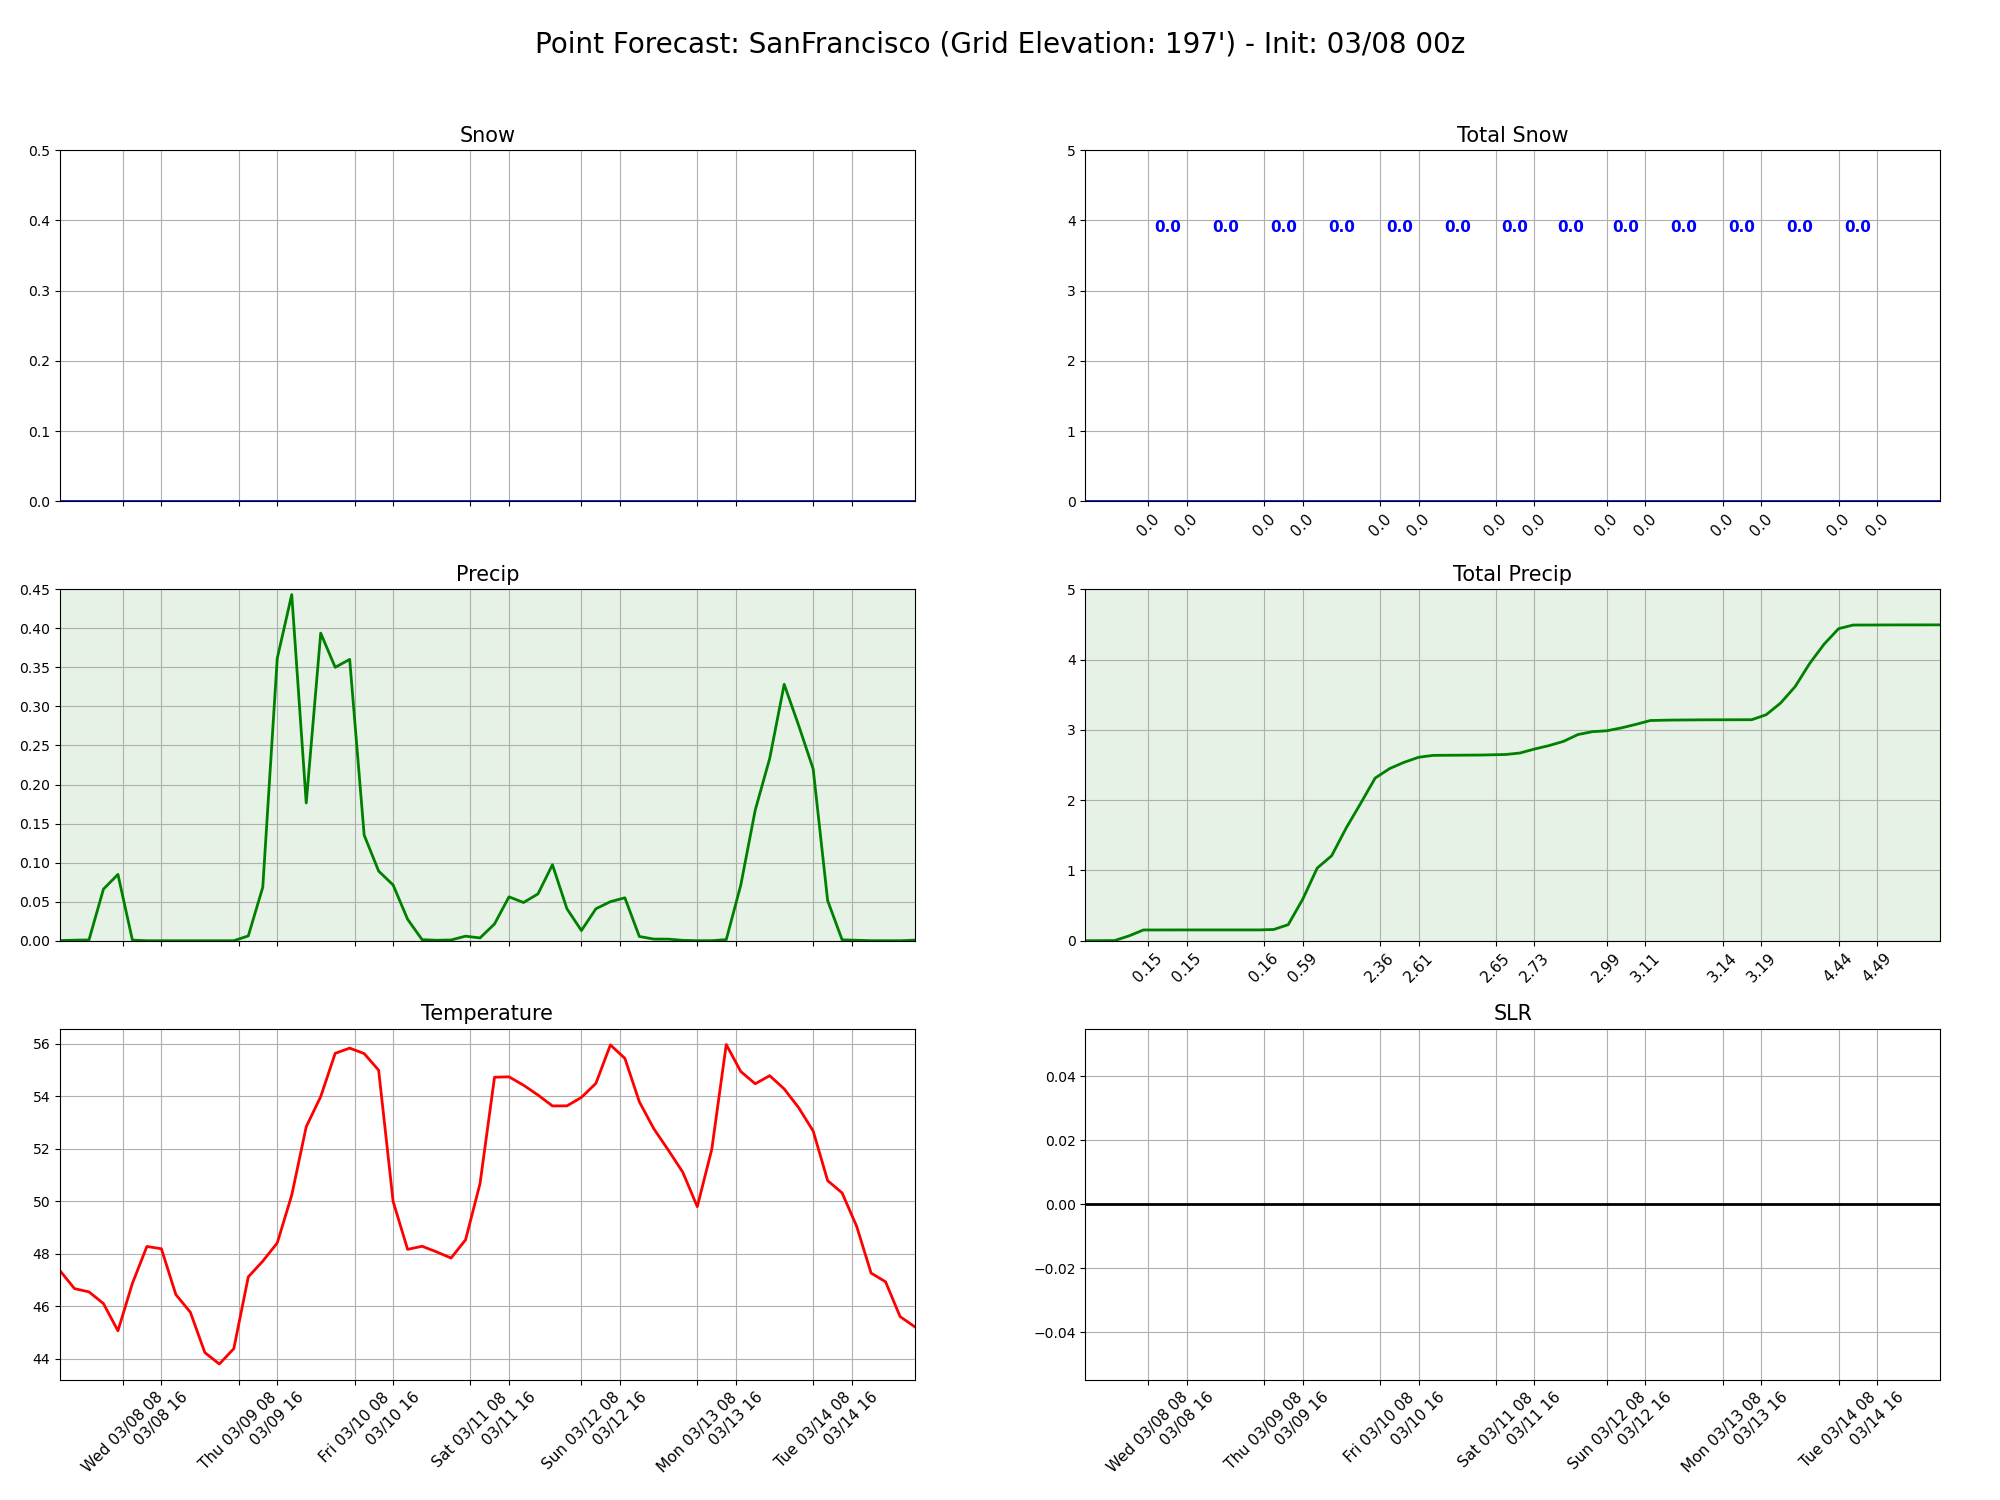 Point Forecast: SanFrancisco (Grid Elevation: 197') - Init: 03/08 00z
Snow
0.5
0.4
0.3
0.2
0.1
0.0
Total Snow
5
4
3
2
1
0
0.0 0.0 0.0 0.0 0.0 0.0 0.0 0.0 0.0 0.0 0.0 0.0 0.0
0.0 0.0 0.0 0.0 0.0 0.0 0.0 0.0 0.0 0.0 0.0 0.0 0.0 0.0
Precip
0.45
0.40
0.35
0.30
0.25
0.20
0.15
0.10
0.05
0.00
Total Precip
5
4
3
2
1
0
0.15 0.15 0.16 0.59 2.36 2.61 2.65 2.73 2.99 3.11 3.14 3.19 4.44 4.49
Temperature
56
54
52
50
48
46
44
Wed 03/08 08
03/08 16
Thu 03/09 08
03/09 16
Fri 03/10 08
03/10 16
Sat 03/11 08
03/11 16
Sun 03/12 08
03/12 16
Mon 03/13 08
03/13 16
Tue 03/14 08
03/14 16
SLR
0.04
0.02
0.00
−0.02
−0.04
Wed 03/08 08
03/08 16
Thu 03/09 08
03/09 16
Fri 03/10 08
03/10 16
Sat 03/11 08
03/11 16
Sun 03/12 08
03/12 16
Mon 03/13 08
03/13 16
Tue 03/14 08
03/14 16